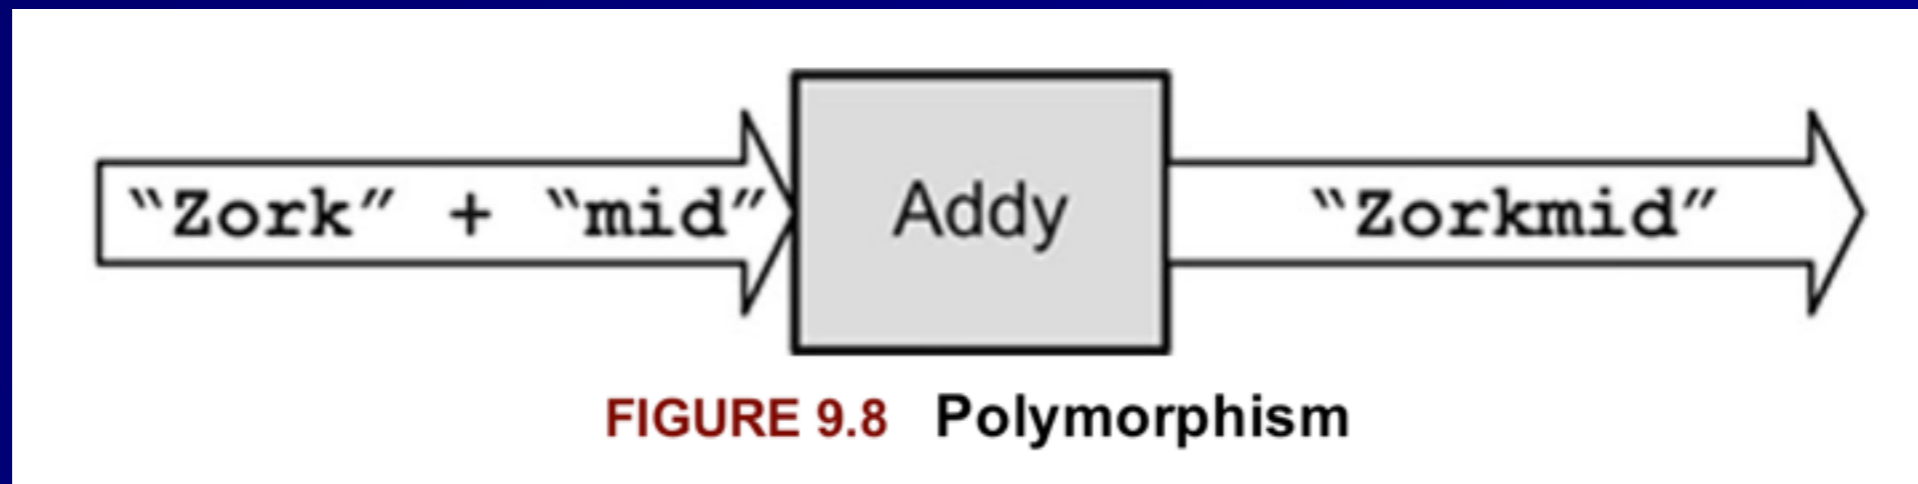 “Zork” + “mid” Addy “Zorkmid”
FIGURE 9.8 Polymorphism